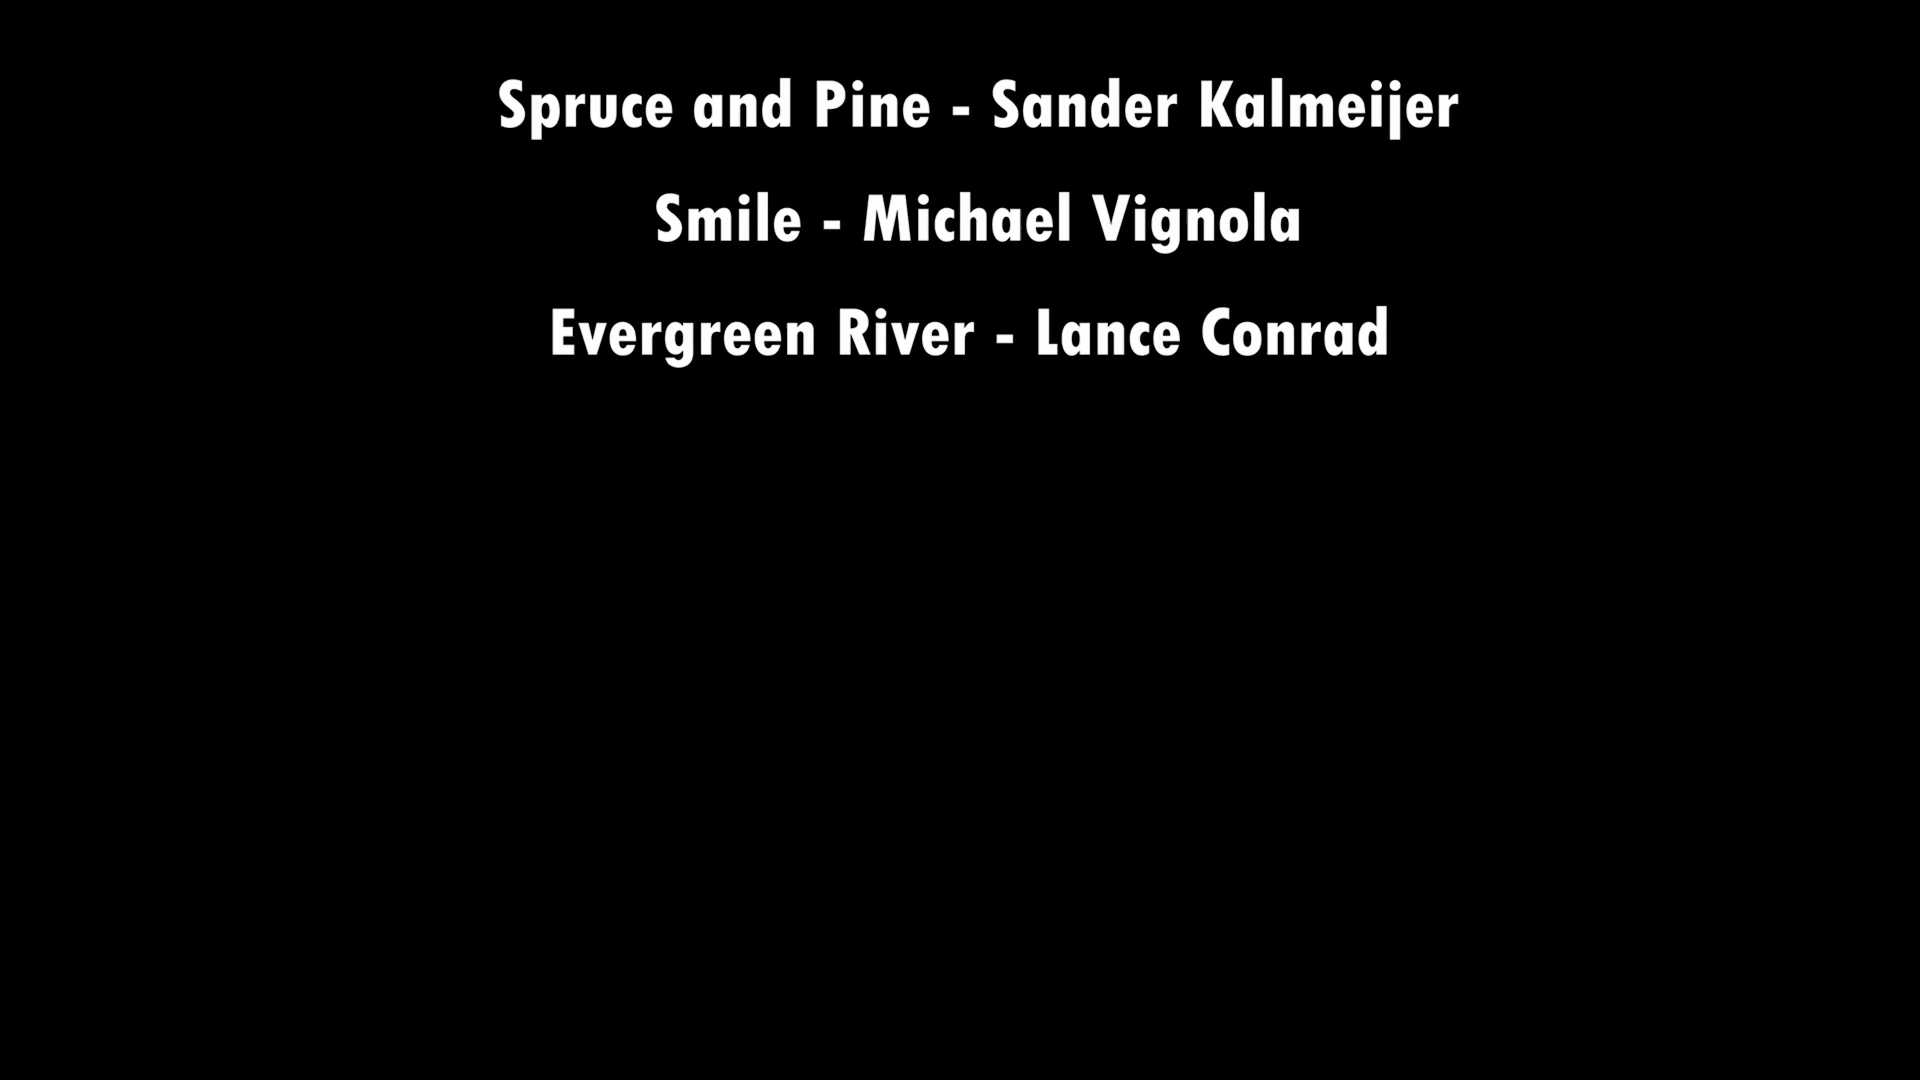 Spruce and Pine - Sander Kalmeijer
Smile - Michael Vignola
Evergreen River - Lance Conrad